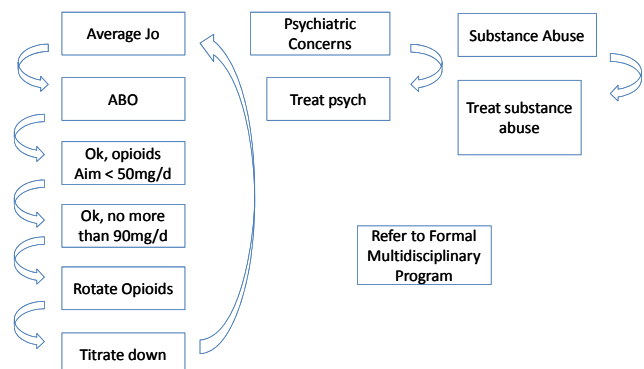 Average Jo
ABO
Ok, opioids
Aim < 50mg/d
Ok, no more
than 90mg/d
Rotate Opioids
Titrate down
Psychiatric
Concerns
Treat psych
Substance Abuse
Treat substance
abuse
Refer to Formal
Multidisciplinary
Program